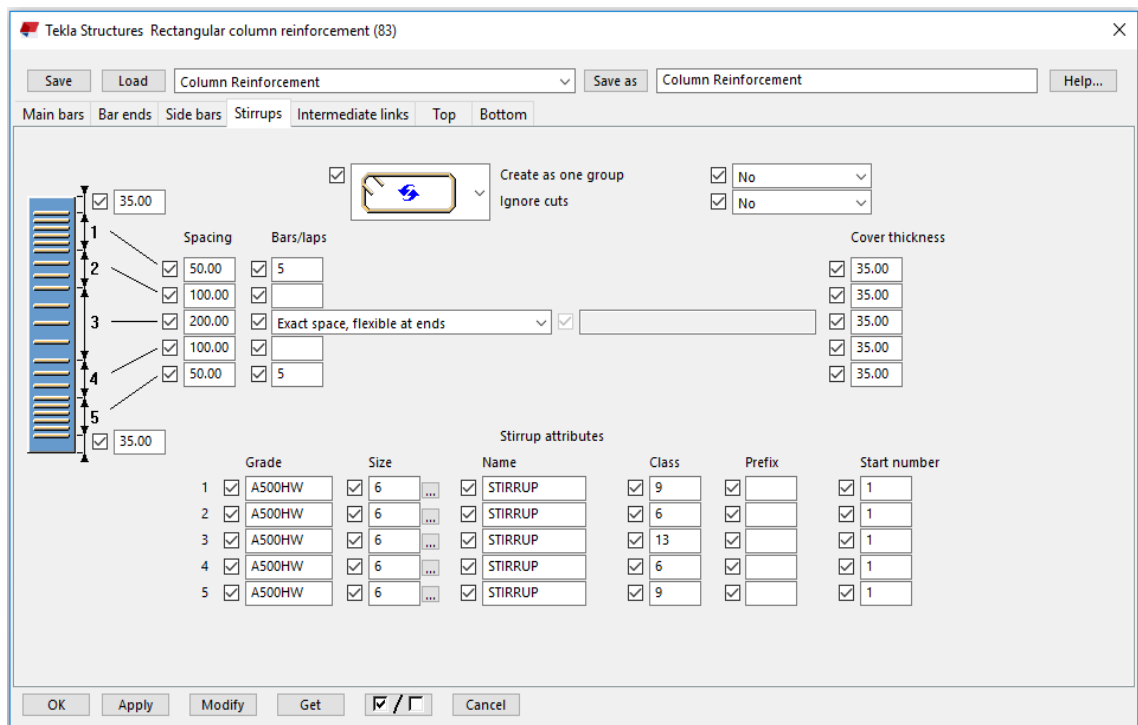 Tekla Structures Rectangular column reinforcement (83)
Save Load Column Reinforcement Save as Column Reinforcement Help...
Main bars Bar ends Side bars Stirrups Intermediate links Top Bottom
Create as one group No
Ignore cuts No
35.00
Spacing Bars/laps Cover thickness
1 50.00 5 35.00
2 100.00 35.00
3 200.00 Exact space, flexible at ends 35.00
4 100.00 35.00
5 50.00 5 35.00
35.00
Stirrup attributes
Grade Size Name Class Prefix Start number
1 A500HW 6 ... STIRRUP 9 1
2 A500HW 6 ... STIRRUP 6 1
3 A500HW 6 ... STIRRUP 13 1
4 A500HW 6 ... STIRRUP 6 1
5 A500HW 6 ... STIRRUP 9 1
OK Apply Modify Get / Cancel